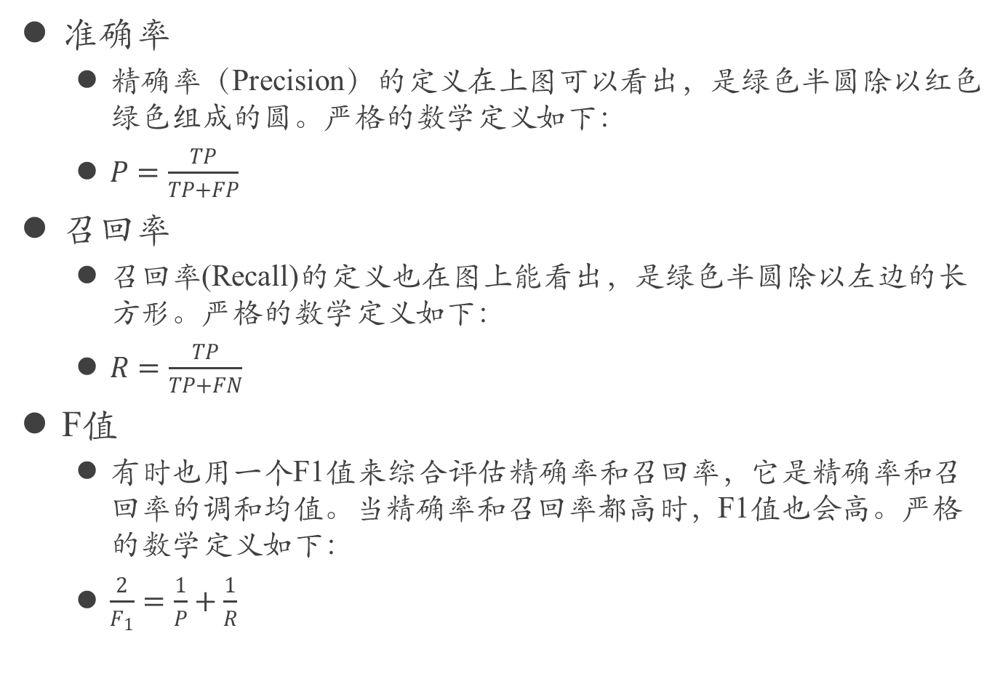 ● 准确率
● 精确率（Precision）的定义在上图可以看出，是绿色半圆除以红色
绿色组成的圆。严格的数学定义如下：
● P = TP/(TP+FP)
● 召回率
● 召回率(Recall)的定义也在图上能看出，是绿色半圆除以左边的长
方形。严格的数学定义如下：
● R = TP/(TP+FN)
● F值
● 有时也用一个F1值来综合评估精确率和召回率，它是精确率和召
回率的调和均值。当精确率和召回率都高时，F1值也会高。严格
的数学定义如下：
● 2/F₁ = 1/P + 1/R